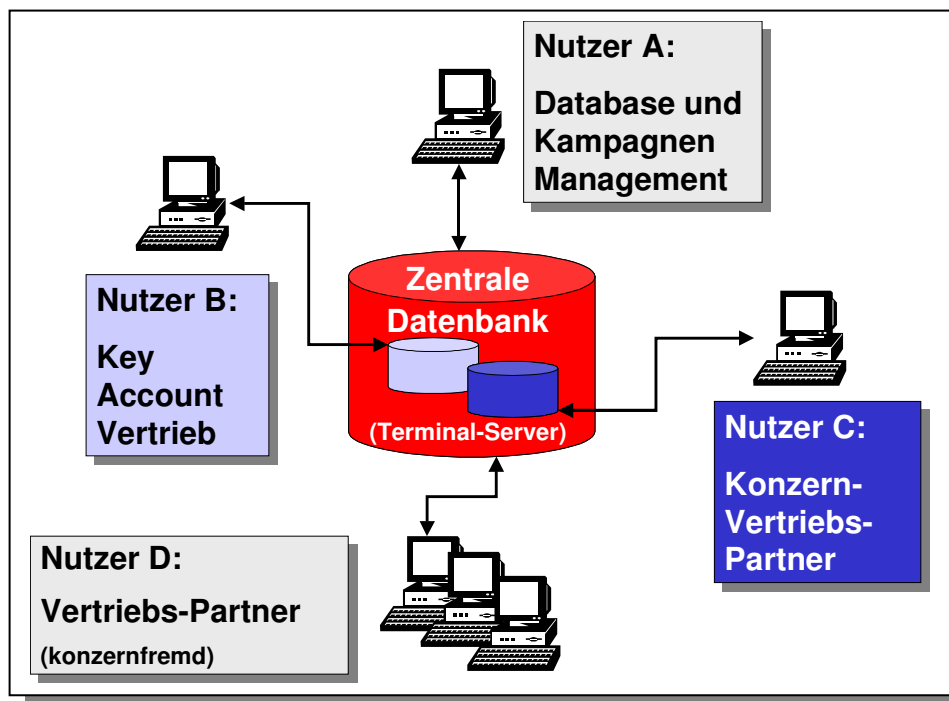 Nutzer A:
Database und
Kampagnen
Management
Nutzer B:
Key
Account
Vertrieb
Zentrale
Datenbank
(Terminal-Server)
Nutzer C:
Konzern-
Vertriebs-
Partner
Nutzer D:
Vertriebs-Partner
(konzernfremd)